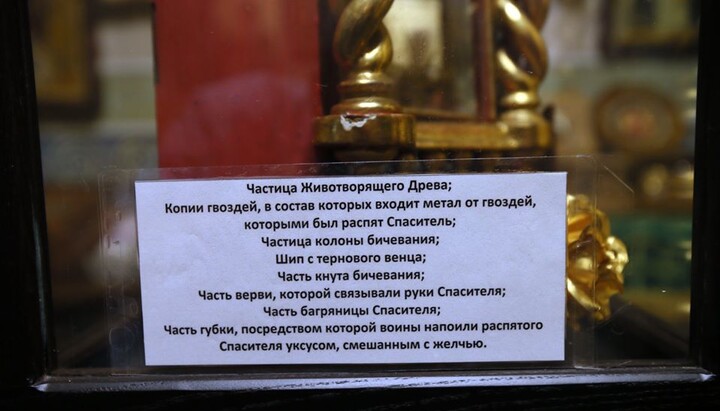 Частица Животворящего Древа;
Копии гвоздей, в состав которых входит метал от гвоздей,
которыми был распят Спаситель;
Частица колоны бичевания;
Шип с тернового венца;
Часть кнута бичевания;
Часть верви, которой связывали руки Спасителя;
Часть багряницы Спасителя;
Часть губки, посредством которой воины напоили распятого
Спасителя уксусом, смешанным с желчью.